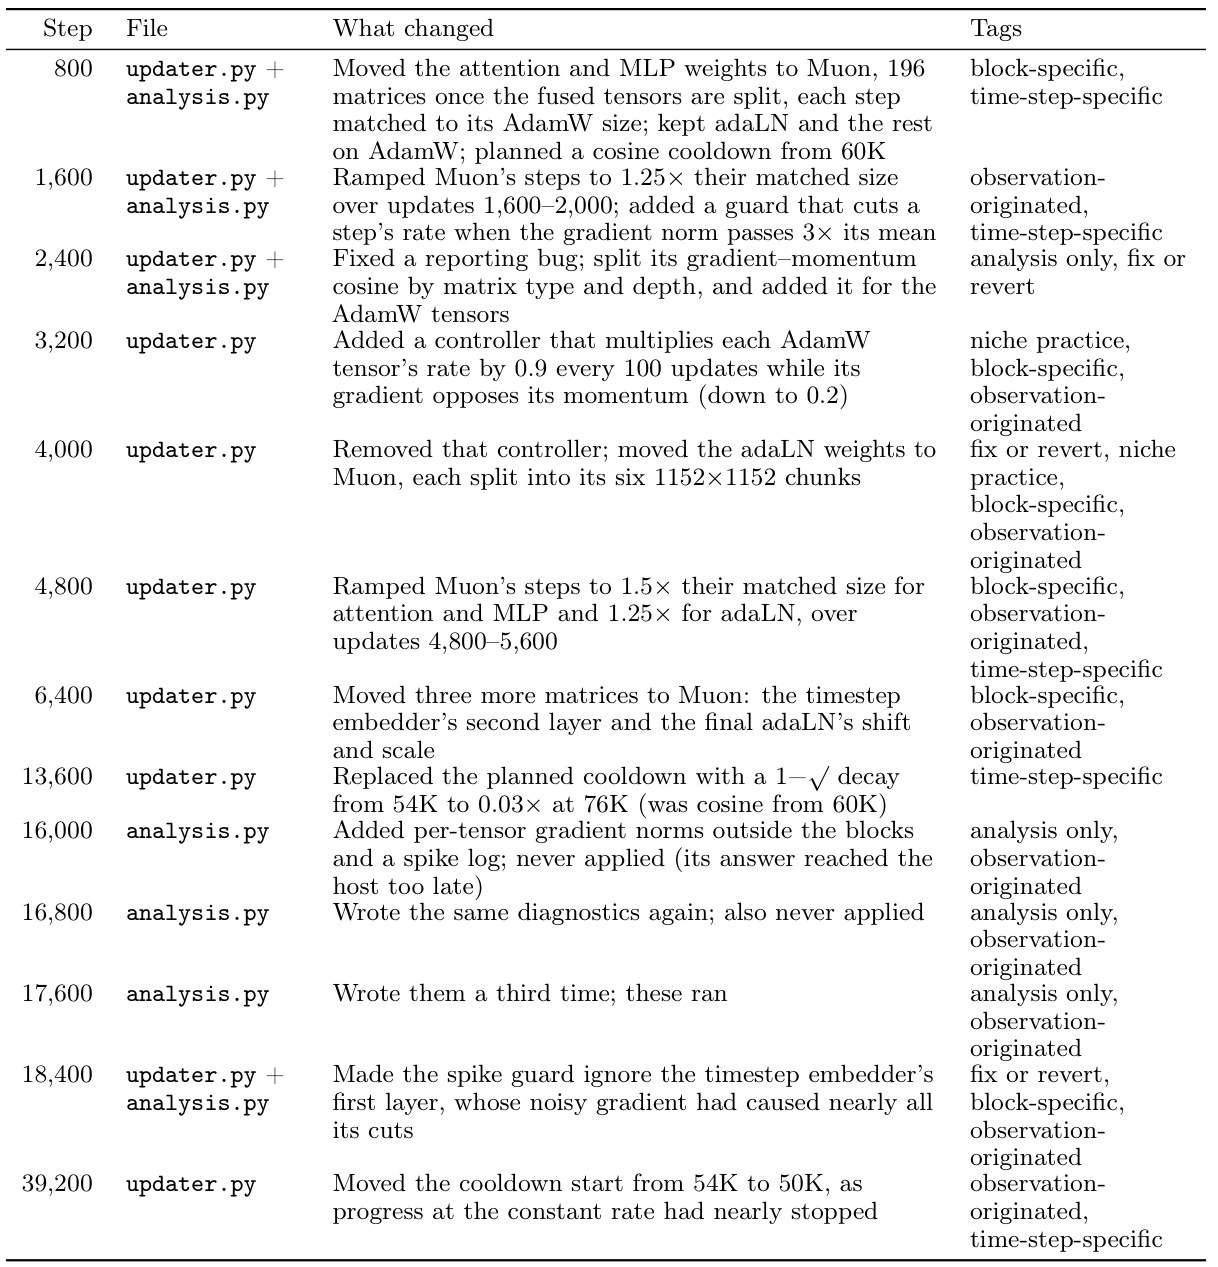 Step File What changed Tags
800 updater.py + Moved the attention and MLP weights to Muon, 196 block-specific,
analysis.py matrices once the fused tensors are split, each step time-step-specific
matched to its AdamW size; kept adaLN and the rest
on AdamW; planned a cosine cooldown from 60K
1,600 updater.py + Ramped Muon's steps to 1.25× their matched size observation-
analysis.py over updates 1,600–2,000; added a guard that cuts a originated,
step's rate when the gradient norm passes 3× its mean time-step-specific
2,400 updater.py + Fixed a reporting bug; split its gradient–momentum analysis only, fix or
analysis.py cosine by matrix type and depth, and added it for the revert
AdamW tensors
3,200 updater.py Added a controller that multiplies each AdamW niche practice,
tensor's rate by 0.9 every 100 updates while its block-specific,
gradient opposes its momentum (down to 0.2) observation-
originated
4,000 updater.py Removed that controller; moved the adaLN weights to fix or revert, niche
Muon, each split into its six 1152×1152 chunks practice,
block-specific,
observation-
originated
4,800 updater.py Ramped Muon's steps to 1.5× their matched size for block-specific,
attention and MLP and 1.25× for adaLN, over observation-
updates 4,800–5,600 originated,
time-step-specific
6,400 updater.py Moved three more matrices to Muon: the timestep block-specific,
embedder's second layer and the final adaLN's shift observation-
and scale originated
13,600 updater.py Replaced the planned cooldown with a 1−√ decay time-step-specific
from 54K to 0.03× at 76K (was cosine from 60K)
16,000 analysis.py Added per-tensor gradient norms outside the blocks analysis only,
and a spike log; never applied (its answer reached the observation-
host too late) originated
16,800 analysis.py Wrote the same diagnostics again; also never applied analysis only,
observation-
originated
17,600 analysis.py Wrote them a third time; these ran analysis only,
observation-
originated
18,400 updater.py + Made the spike guard ignore the timestep embedder's fix or revert,
analysis.py first layer, whose noisy gradient had caused nearly all block-specific,
its cuts observation-
originated
39,200 updater.py Moved the cooldown start from 54K to 50K, as observation-
progress at the constant rate had nearly stopped originated,
time-step-specific